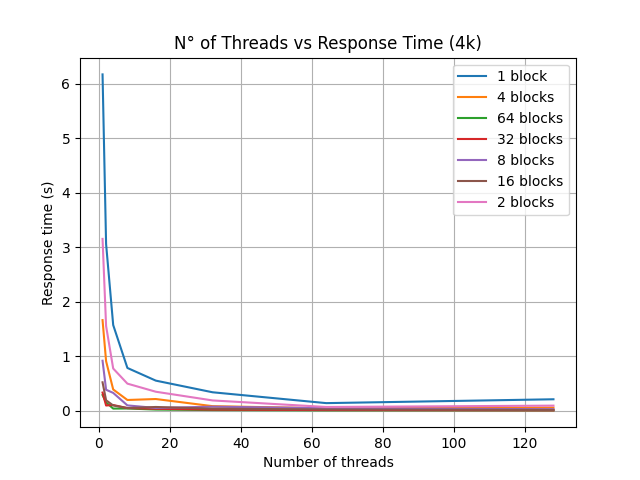 N° of Threads vs Response Time (4k)
1 block
4 blocks
64 blocks
32 blocks
8 blocks
16 blocks
2 blocks
Response time (s)
6
5
4
3
2
1
0
0 20 40 60 80 100 120
Number of threads